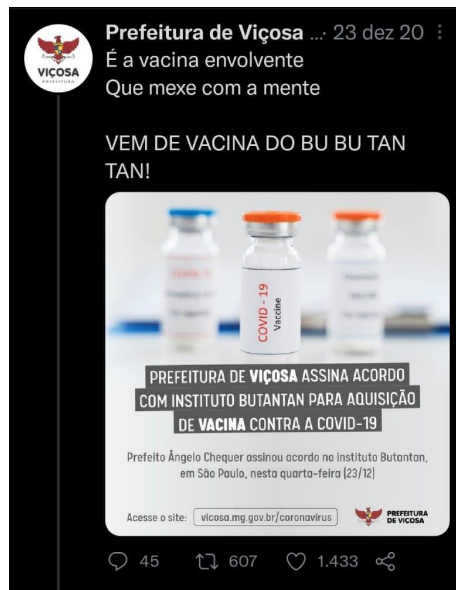 VIÇOSA
PREFEITURA
Prefeitura de Viçosa ... · 23 dez 20
É a vacina envolvente
Que mexe com a mente
VEM DE VACINA DO BU BU TAN
TAN!
COVID - 19
Vaccine
PREFEITURA DE VIÇOSA ASSINA ACORDO
COM INSTITUTO BUTANTAN PARA AQUISIÇÃO
DE VACINA CONTRA A COVID-19
Prefeito Ângelo Chequer assinou acordo no Instituto Butantan,
em São Paulo, nesta quarta-feira (23/12)
Acesse o site: vicosa.mg.gov.br/coronavirus
PREFEITURA
DE VIÇOSA
45 607 1.433